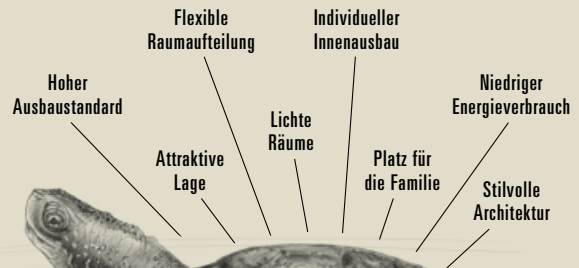 Flexible
Raumaufteilung
Individueller
Innenausbau
Hoher
Ausbaustandard
Niedriger
Energieverbrauch
Lichte
Räume
Attraktive
Lage
Platz für
die Familie
Stilvolle
Architektur